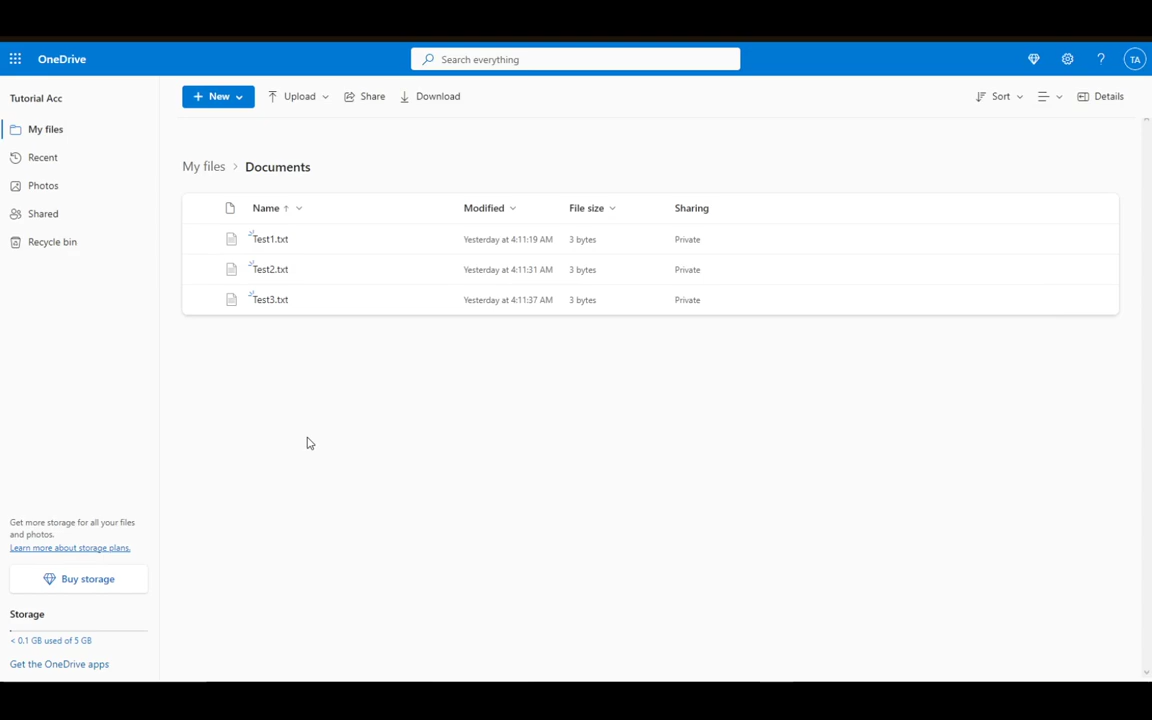 OneDrive
Search everything
TA
Tutorial Acc
New
Upload
Share
Download
Sort
Details
My files
Recent
Photos
Shared
Recycle bin
My files > Documents
Name Modified File size Sharing
Test1.txt Yesterday at 4:11:19 AM 3 bytes Private
Test2.txt Yesterday at 4:11:31 AM 3 bytes Private
Test3.txt Yesterday at 4:11:37 AM 3 bytes Private
Get more storage for all your files
and photos.
Learn more about storage plans.
Buy storage
Storage
< 0.1 GB used of 5 GB
Get the OneDrive apps